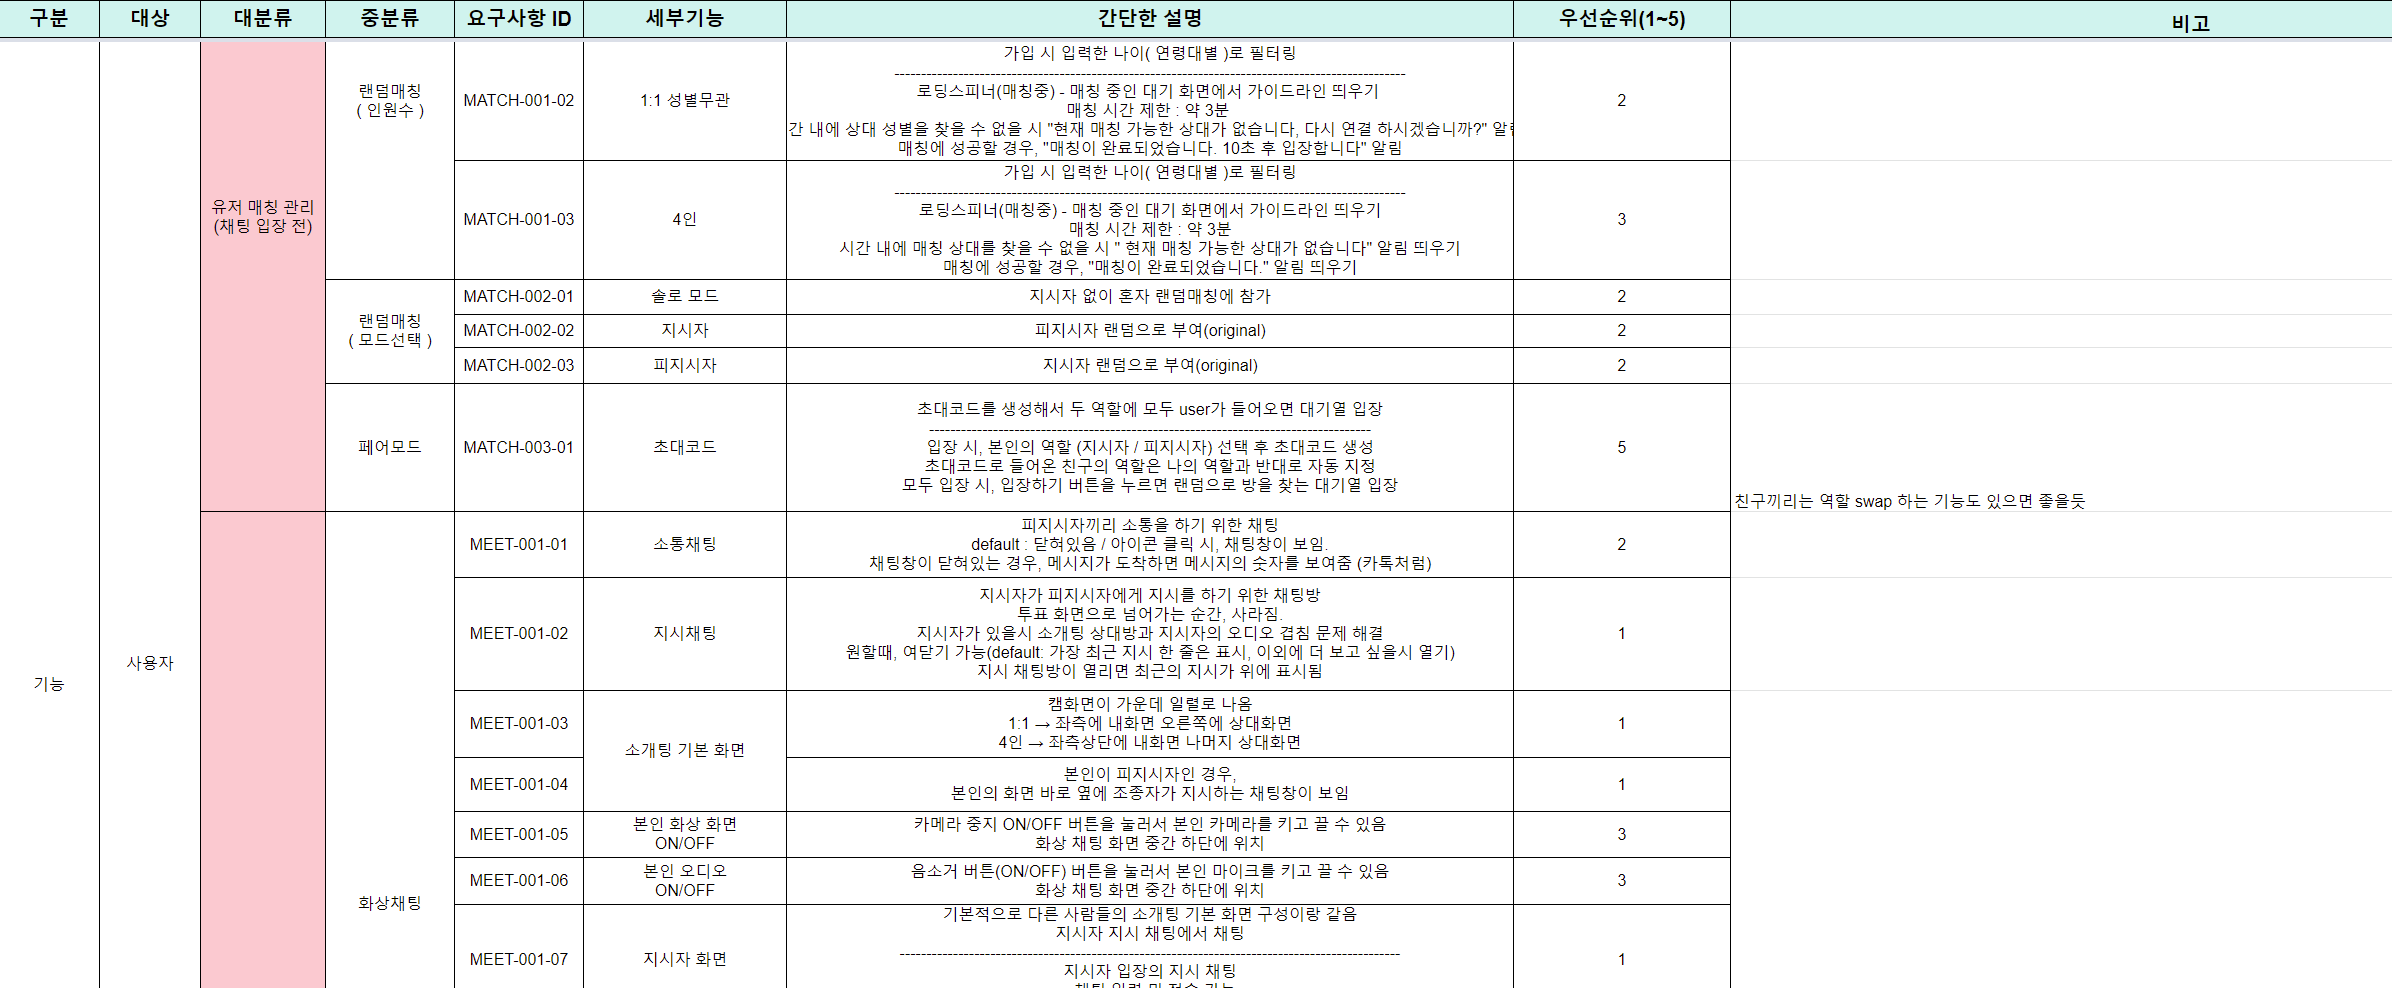 구분
대상
대분류
중분류
요구사항 ID
세부기능
간단한 설명
우선순위(1~5)
비고
기능
사용자
유저 매칭 관리
(채팅 입장 전)
랜덤매칭
( 인원수 )
MATCH-001-02
1:1 성별무관
가입 시 입력한 나이( 연령대별 )로 필터링
--------------------------------------------------------------------------------------------------
로딩스피너(매칭중) - 매칭 중인 대기 화면에서 가이드라인 띄우기
매칭 시간 제한 : 약 3분
간 내에 상대 성별을 찾을 수 없을 시 "현재 매칭 가능한 상대가 없습니다, 다시 연결 하시겠습니까?"
매칭에 성공할 경우, "매칭이 완료되었습니다. 10초 후 입장합니다" 알림
2
MATCH-001-03
4인
가입 시 입력한 나이( 연령대별 )로 필터링
--------------------------------------------------------------------------------------------------
로딩스피너(매칭중) - 매칭 중인 대기 화면에서 가이드라인 띄우기
매칭 시간 제한 : 약 3분
시간 내에 매칭 상대를 찾을 수 없을 시 " 현재 매칭 가능한 상대가 없습니다" 알림 띄우기
매칭에 성공할 경우, "매칭이 완료되었습니다." 알림 띄우기
3
랜덤매칭
( 모드선택 )
MATCH-002-01
솔로 모드
지시자 없이 혼자 랜덤매칭에 참가
2
MATCH-002-02
지시자
피지시자 랜덤으로 부여(original)
2
MATCH-002-03
피지시자
지시자 랜덤으로 부여(original)
2
페어모드
MATCH-003-01
초대코드
초대코드를 생성해서 두 역할에 모두 user가 들어오면 대기열 입장
-------------------------------------------------------------------------------------
입장 시, 본인의 역할 (지시자 / 피지시자) 선택 후 초대코드 생성
초대코드로 들어온 친구의 역할은 나의 역할과 반대로 자동 지정
모두 입장 시, 입장하기 버튼을 누르면 랜덤으로 방을 찾는 대기열 입장
5
친구끼리는 역할 swap 하는 기능도 있으면 좋을듯
화상채팅
MEET-001-01
소통채팅
피지시자끼리 소통을 하기 위한 채팅
default : 닫혀있음 / 아이콘 클릭 시, 채팅창이 보임.
채팅창이 닫혀있는 경우, 메시지가 도착하면 메시지의 숫자를 보여줌 (카톡처럼)
2
MEET-001-02
지시채팅
지시자가 피지시자에게 지시를 하기 위한 채팅방
투표 화면으로 넘어가는 순간, 사라짐.
지시자가 있을시 소개팅 상대방과 지시자의 오디오 겹침 문제 해결
원할때, 여닫기 가능(default: 가장 최근 지시 한 줄은 표시, 이외에 더 보고 싶을시 열기)
지시 채팅방이 열리면 최근의 지시가 위에 표시됨
1
MEET-001-03
소개팅 기본 화면
캠화면이 가운데 일렬로 나옴
1:1 → 좌측에 내화면 오른쪽에 상대화면
4인 → 좌측상단에 내화면 나머지 상대화면
1
MEET-001-04
본인이 피지시자인 경우,
본인의 화면 바로 옆에 조종자가 지시하는 채팅창이 보임
1
MEET-001-05
본인 화상 화면
ON/OFF
카메라 중지 ON/OFF 버튼을 눌러서 본인 카메라를 키고 끌 수 있음
화상 채팅 화면 중간 하단에 위치
3
MEET-001-06
본인 오디오
ON/OFF
음소거 버튼(ON/OFF) 버튼을 눌러서 본인 마이크를 키고 끌 수 있음
화상 채팅 화면 중간 하단에 위치
3
MEET-001-07
지시자 화면
기본적으로 다른 사람들의 소개팅 기본 화면 구성이랑 같음
지시자 지시 채팅에서 채팅
------------------------------------------------------------------------------------------------
지시자 입장의 지시 채팅
1